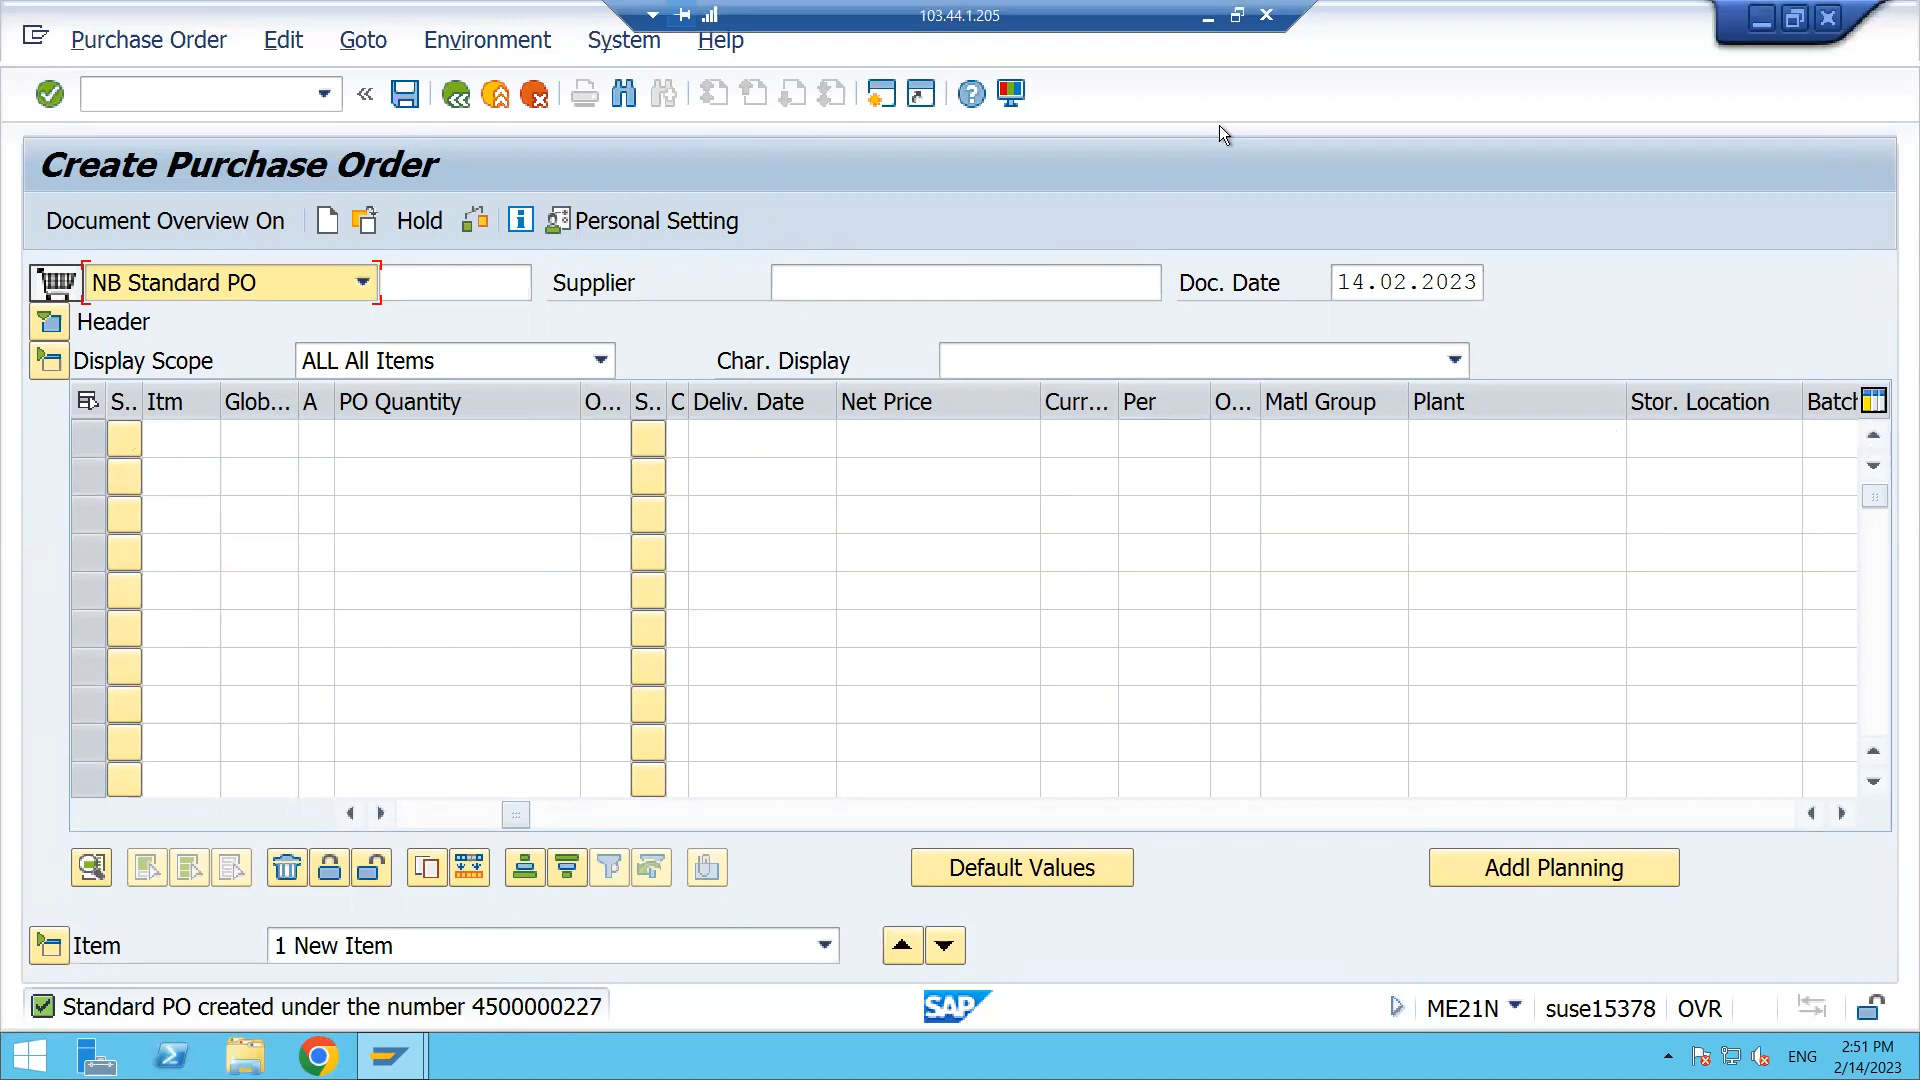 103.44.1.205
Purchase Order Edit Goto Environment System Help
Create Purchase Order
Document Overview On Hold Personal Setting
NB Standard PO Supplier Doc. Date 14.02.2023
Header
Display Scope ALL All Items Char. Display
S.. Itm Glob... A PO Quantity O... S.. C Deliv. Date Net Price Curr... Per O... Matl Group Plant Stor. Location Batch
Default Values Addl Planning
Item 1 New Item
Standard PO created under the number 4500000227 SAP ME21N suse15378 OVR
ENG 2:51 PM
2/14/2023